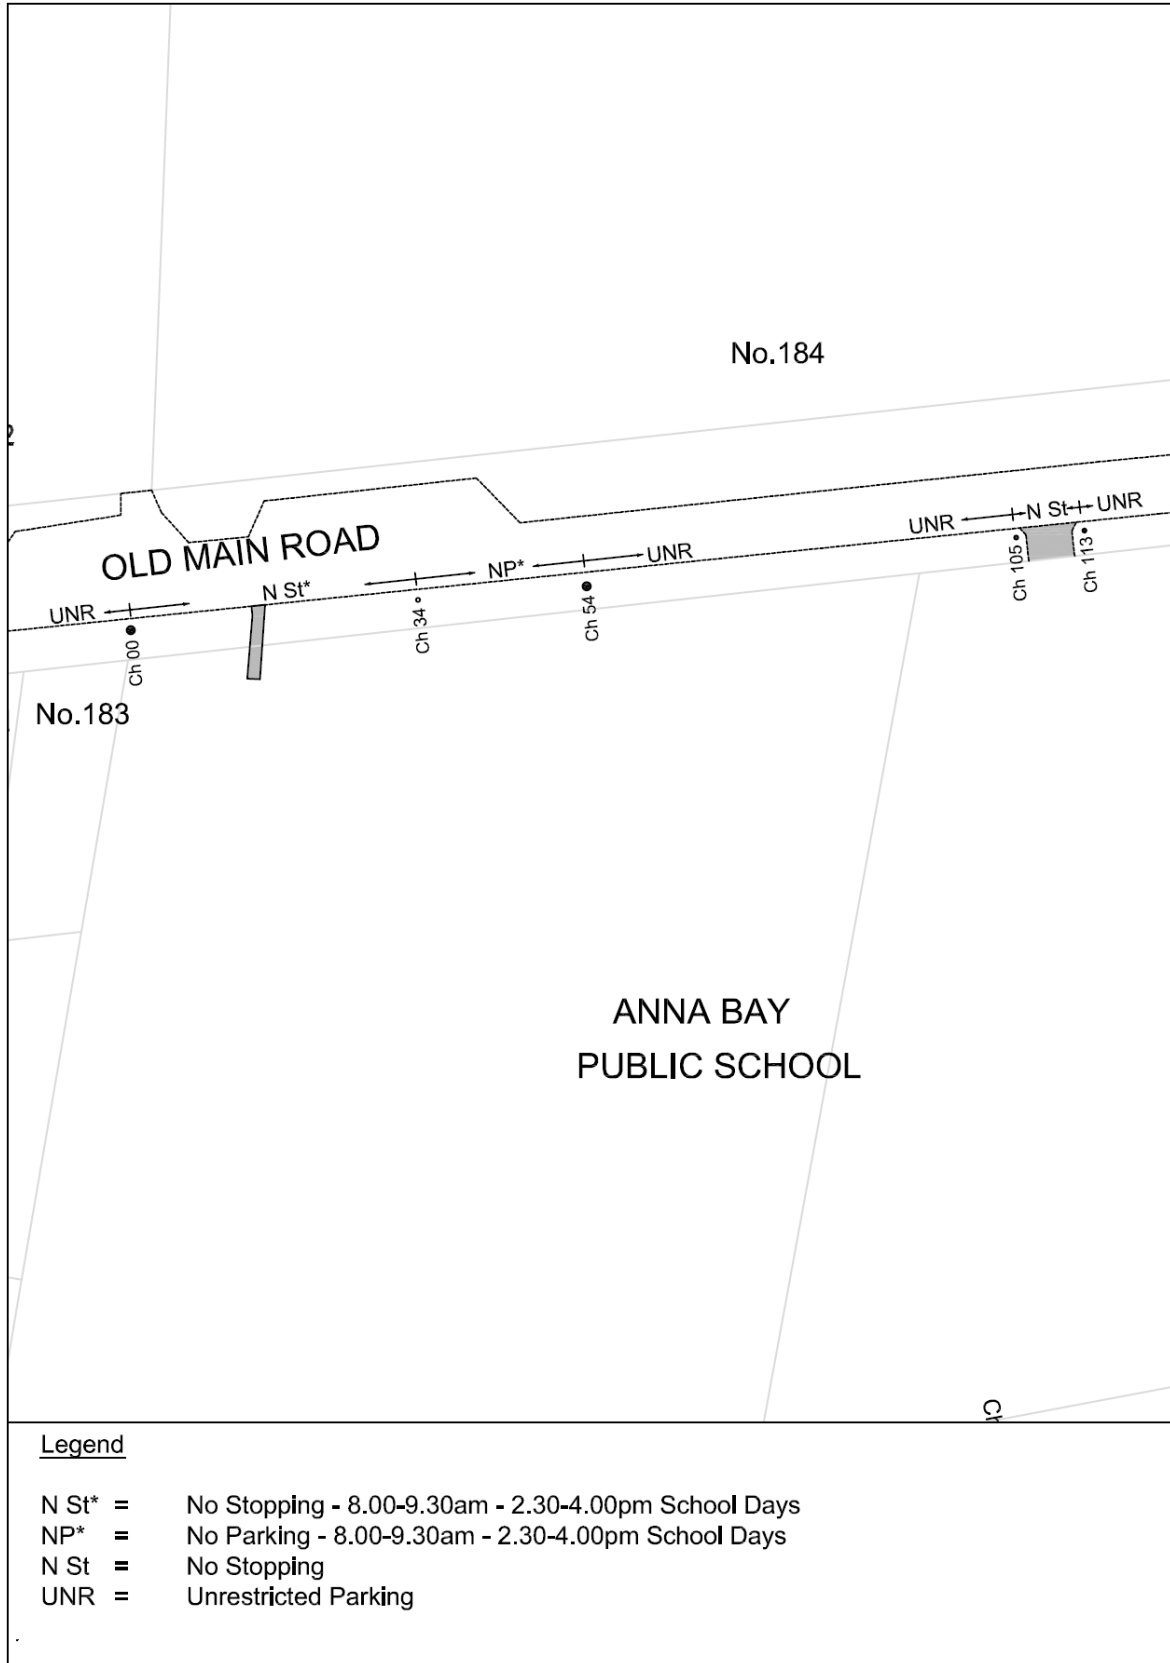 No.184
OLD MAIN ROAD
UNR
N St*
NP*
UNR
UNR
N St
UNR
Ch 00
Ch 34
Ch 54
Ch 105
Ch 113
No.183
ANNA BAY
PUBLIC SCHOOL
Legend
N St* = No Stopping - 8.00-9.30am - 2.30-4.00pm School Days
NP* = No Parking - 8.00-9.30am - 2.30-4.00pm School Days
N St = No Stopping
UNR = Unrestricted Parking